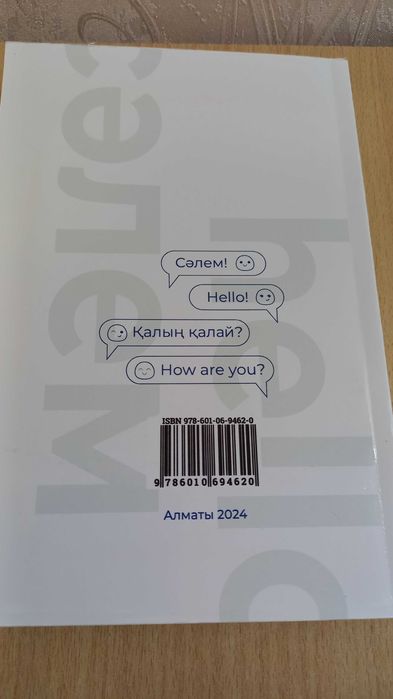 сәлем
hello
Сәлем!
Hello!
Қалың қалай?
How are you?
ISBN 978-601-06-9462-0
9 786010 694620
Алматы 2024